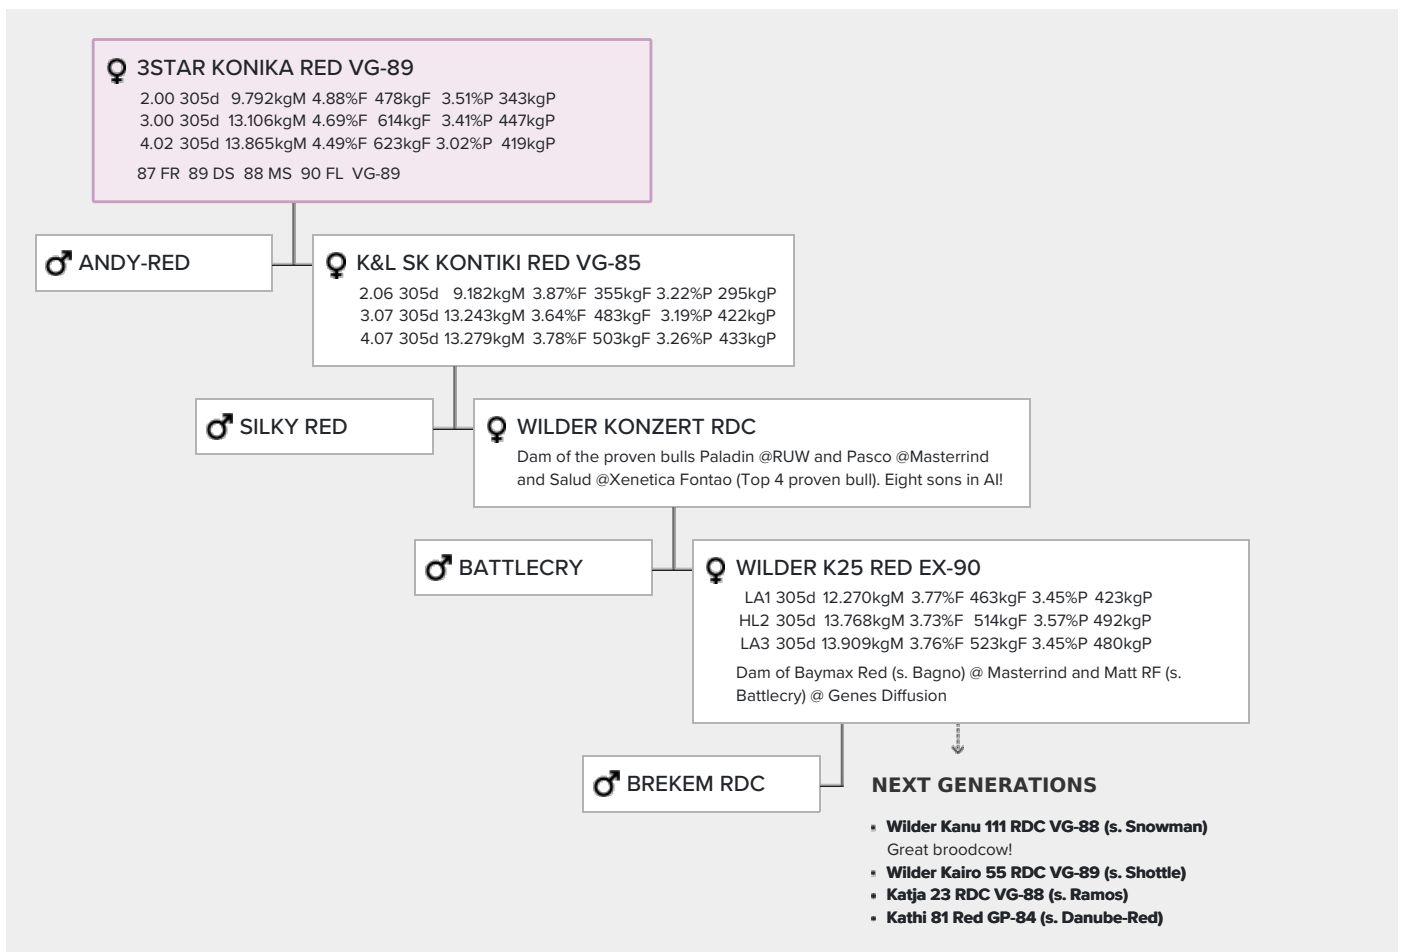 3STAR KONIKA RED VG-89
2.00 305d 9.792kgM 4.88%F 478kgF 3.51%P 343kgP
3.00 305d 13.106kgM 4.69%F 614kgF 3.41%P 447kgP
4.02 305d 13.865kgM 4.49%F 623kgF 3.02%P 419kgP
87 FR 89 DS 88 MS 90 FL VG-89
ANDY-RED
K&L SK KONTIKI RED VG-85
2.06 305d 9.182kgM 3.87%F 355kgF 3.22%P 295kgP
3.07 305d 13.243kgM 3.64%F 483kgF 3.19%P 422kgP
4.07 305d 13.279kgM 3.78%F 503kgF 3.26%P 433kgP
SILKY RED
WILDER KONZERT RDC
Dam of the proven bulls Paladin @RUW and Pasco @Masterrind
and Salud @Xenetica Fontao (Top 4 proven bull). Eight sons in AI!
BATTLECRY
WILDER K25 RED EX-90
LA1 305d 12.270kgM 3.77%F 463kgF 3.45%P 423kgP
HL2 305d 13.768kgM 3.73%F 514kgF 3.57%P 492kgP
LA3 305d 13.909kgM 3.76%F 523kgF 3.45%P 480kgP
Dam of Baymax Red (s. Bagno) @ Masterrind and Matt RF (s.
Battlecry) @ Genes Diffusion
BREKEM RDC
NEXT GENERATIONS
Wilder Kanu 111 RDC VG-88 (s. Snowman)
Great broodcow!
Wilder Kairo 55 RDC VG-89 (s. Shottle)
Katja 23 RDC VG-88 (s. Ramos)
Kathi 81 Red GP-84 (s. Danube-Red)